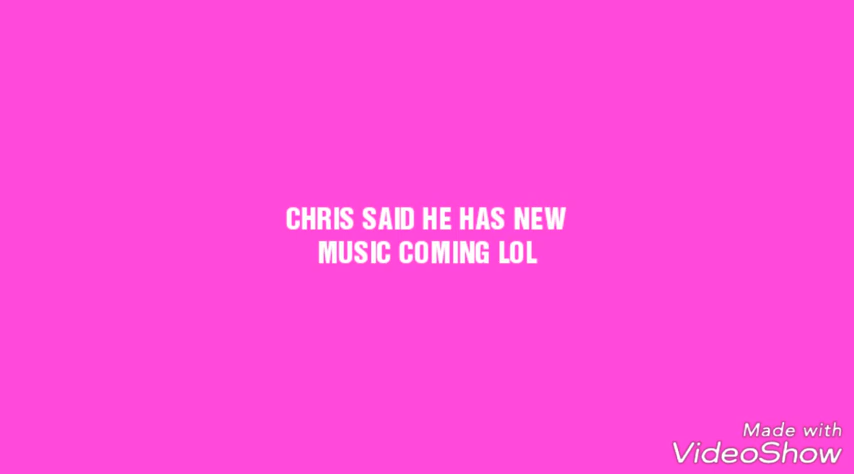 CHRIS SAID HE HAS NEW
MUSIC COMING LOL
Made with
VideoShow